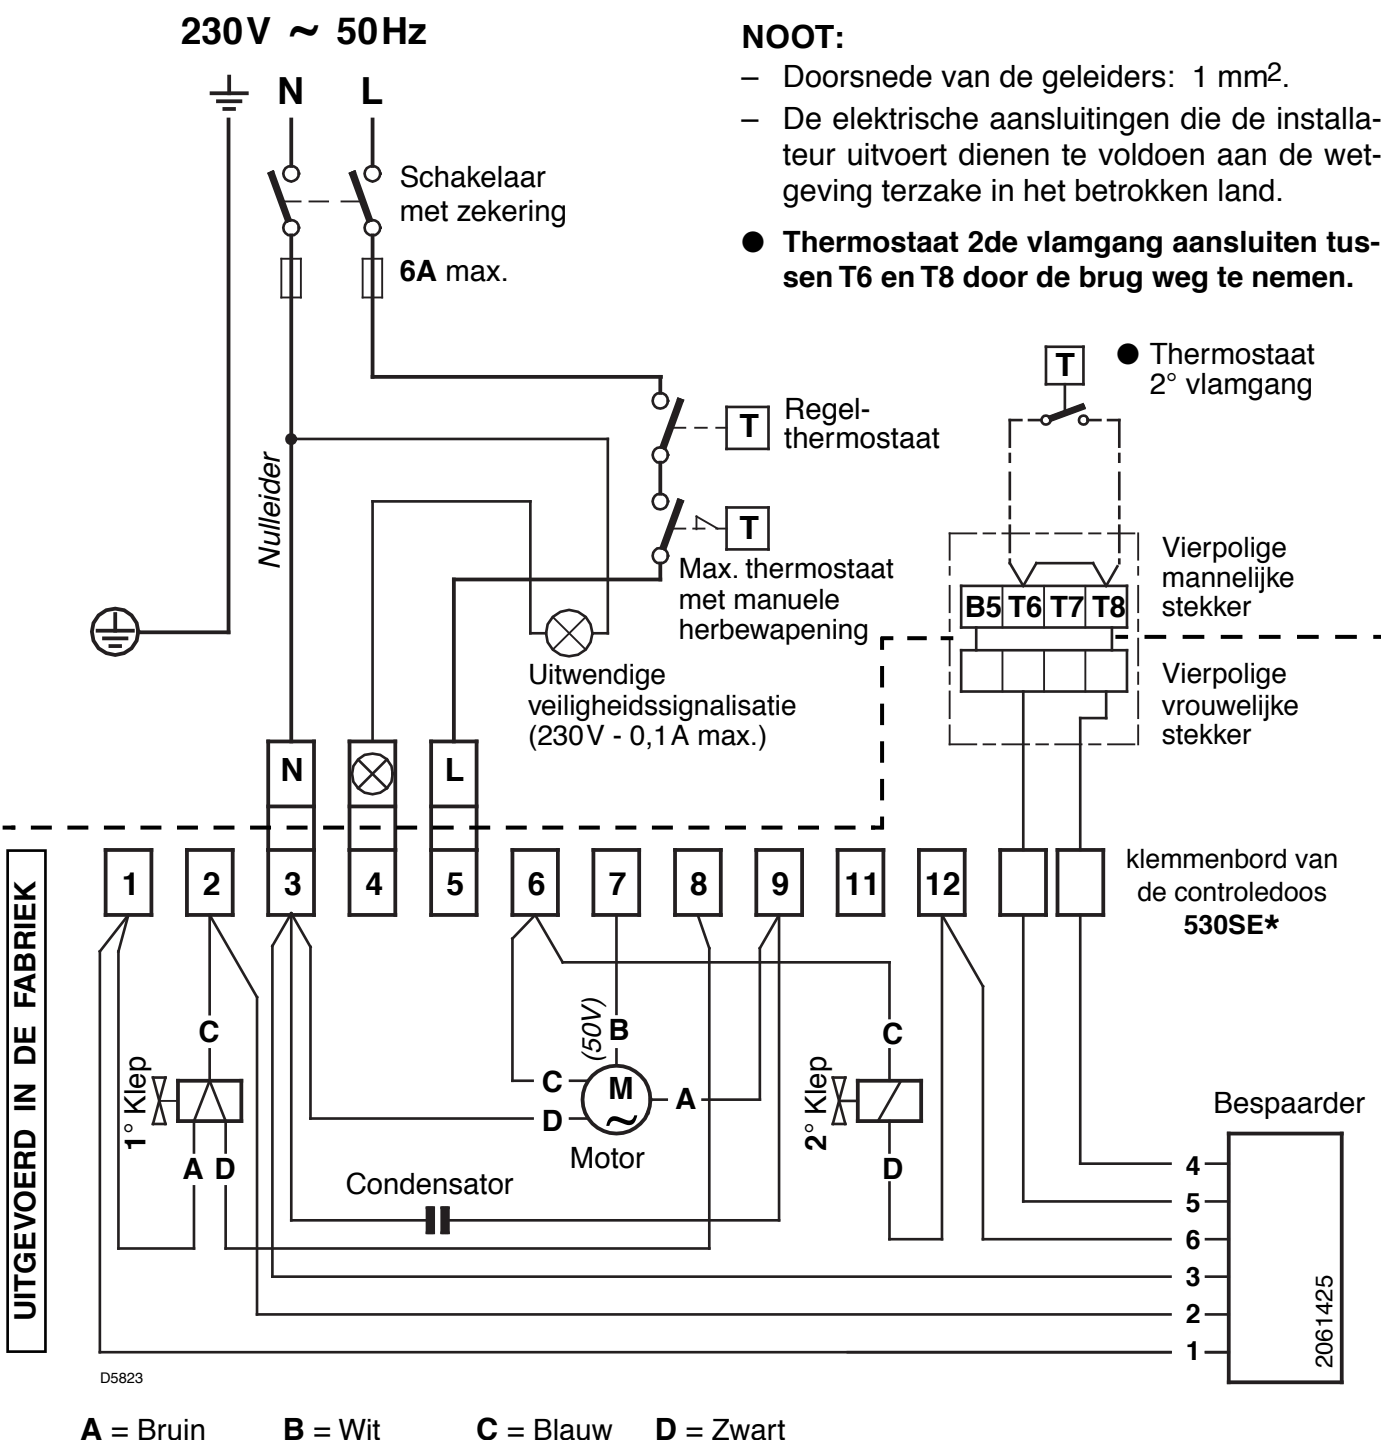 230V ~ 50Hz
N L
Schakelaar
met zekering
6A max.
NOOT:
– Doorsnede van de geleiders: 1 mm².
– De elektrische aansluitingen die de installa-
teur uitvoert dienen te voldoen aan de wet-
geving terzake in het betrokken land.
● Thermostaat 2de vlamgang aansluiten tus-
sen T6 en T8 door de brug weg te nemen.
T
● Thermostaat
2° vlamgang
T
Regel-
thermostaat
Nulleider
T
Max. thermostaat
met manuele
herbewapening
Vierpolige
mannelijke
stekker
B5 T6 T7 T8
Uitwendige
veiligheidssignalisatie
(230V - 0,1A max.)
Vierpolige
vrouwelijke
stekker
N L
1 2 3 4 5 6 7 8 9 11 12
klemmenbord van
de controledoos
530SE*
UITGEVOERD IN DE FABRIEK
C
1° Klep
A D
(50V)
B
C
D
M
~
A
Motor
Condensator
C
2° Klep
D
Bespaarder
4
5
6
3
2
1
2061425
D5823
A = Bruin B = Wit C = Blauw D = Zwart